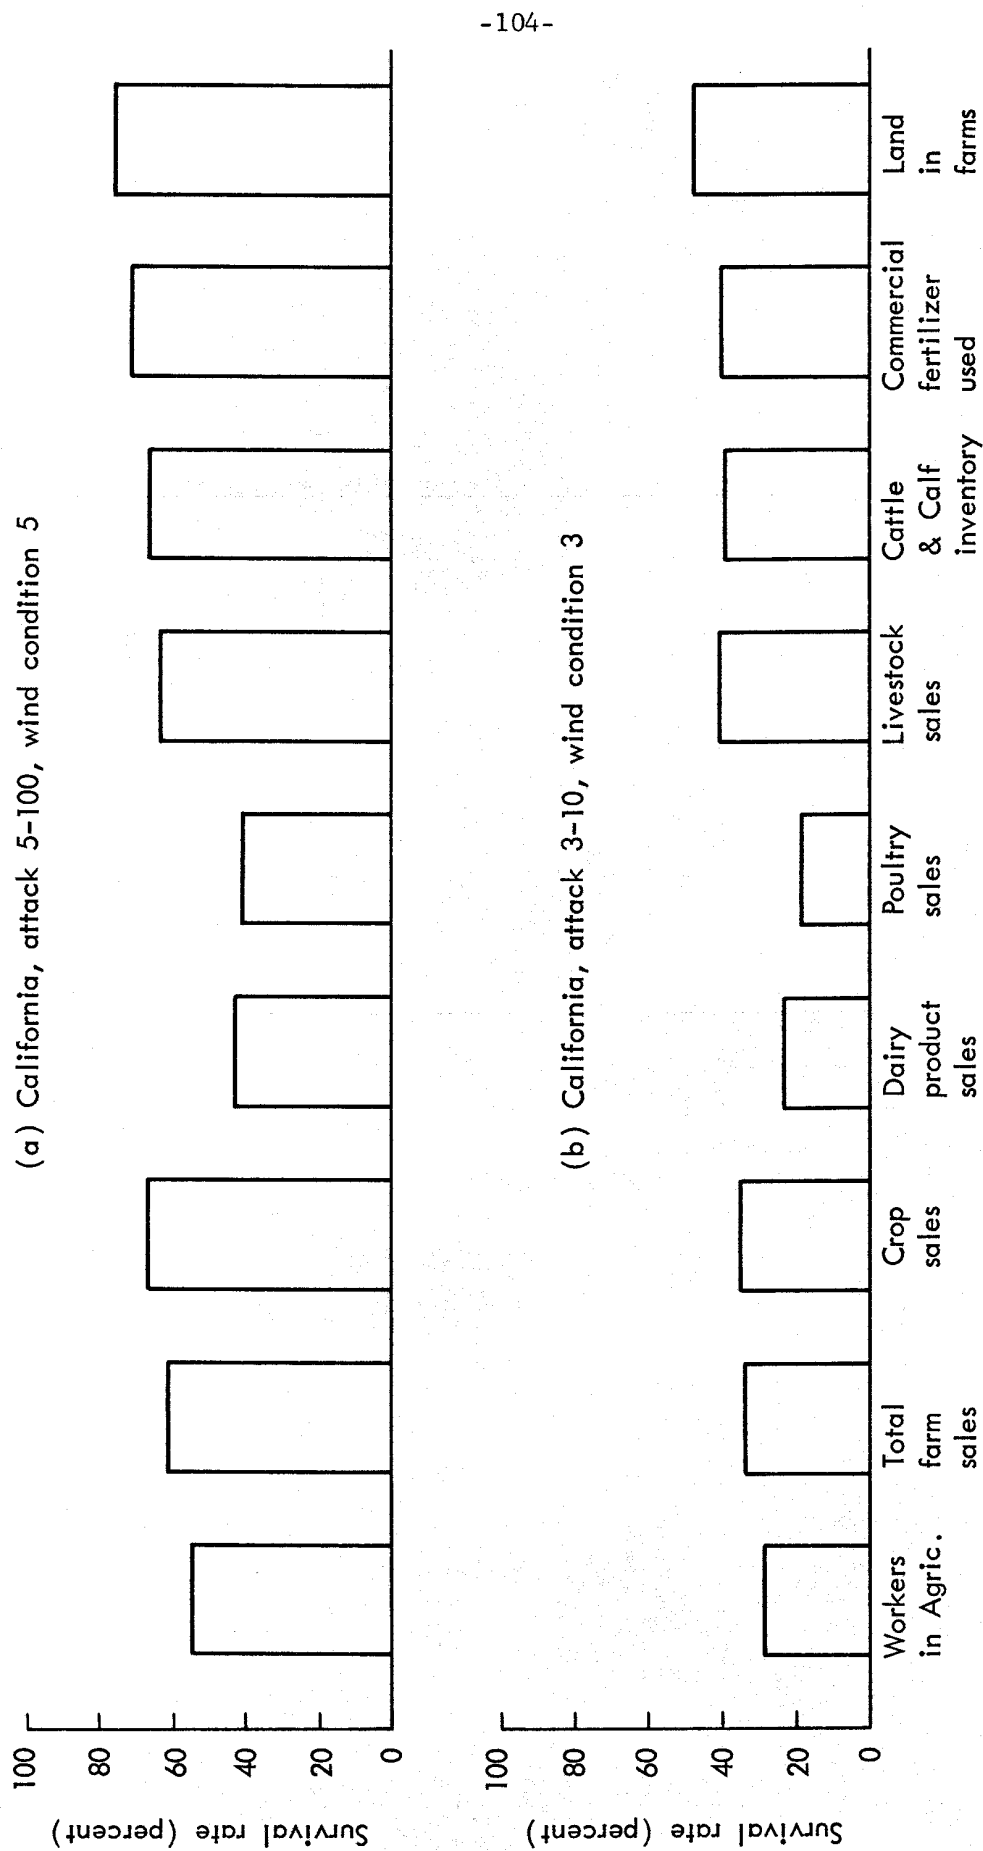 -104-
(a) California, attack 5-100, wind condition 5
Survival rate (percent)
100
80
60
40
20
0
(b) California, attack 3-10, wind condition 3
Survival rate (percent)
100
80
60
40
20
0
Workers
in Agric.
Total
farm
sales
Crop
sales
Dairy
product
sales
Poultry
sales
Livestock
sales
Cattle
& Calf
inventory
Commercial
fertilizer
used
Land
in
farms